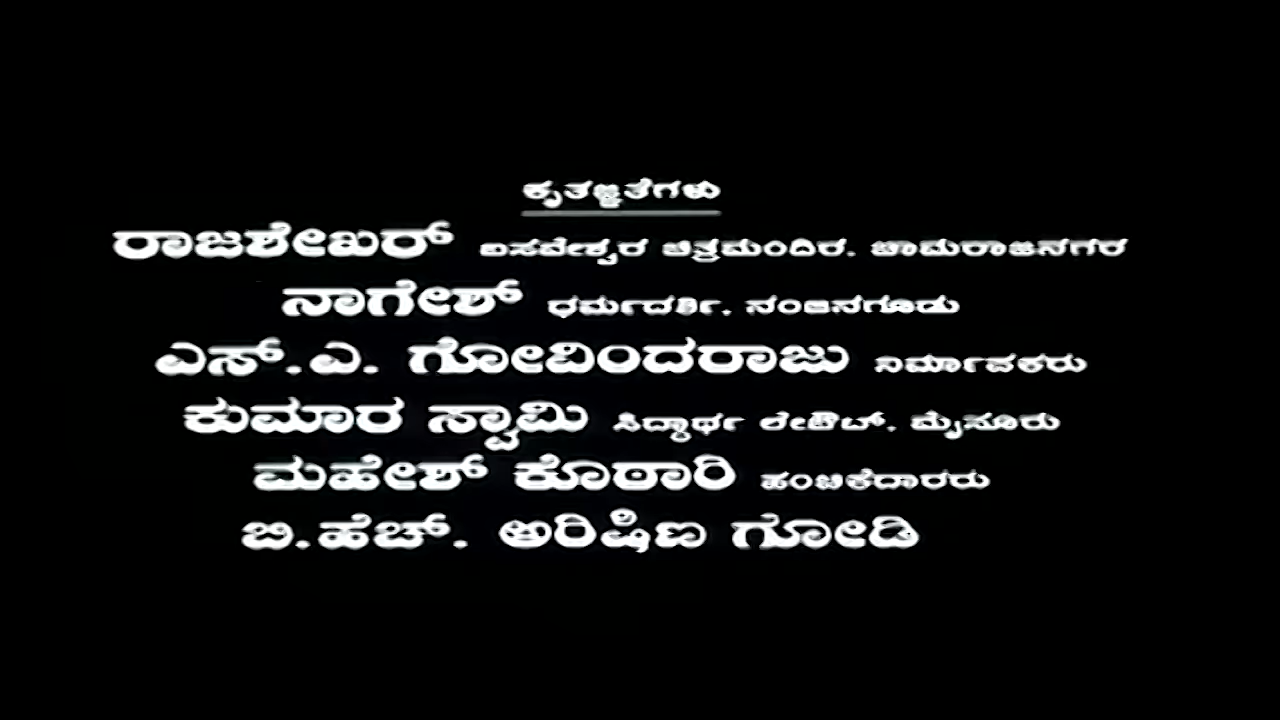 ಕೃತಜ್ಞತೆಗಳು
ರಾಜಶೇಖರ್ ಬಸವೇಶ್ವರ ಚಿತ್ರಮಂದಿರ. ಚಾಮರಾಜನಗರ
ನಾಗೇಶ್ ಧರ್ಮದರ್ಶಿ. ನಂಜನಗೂಡು
ಎಸ್.ಎ. ಗೋವಿಂದರಾಜು ನಿರ್ಮಾಪಕರು
ಕುಮಾರ ಸ್ವಾಮಿ ಸಿದ್ಧಾರ್ಥ ಲೇಔಟ್. ಮೈಸೂರು
ಮಹೇಶ್ ಕೊಠಾರಿ ಹಂಚಿಕೆದಾರರು
ಬಿ.ಹೆಚ್. ಅರಿಷಿಣ ಗೋಡಿ